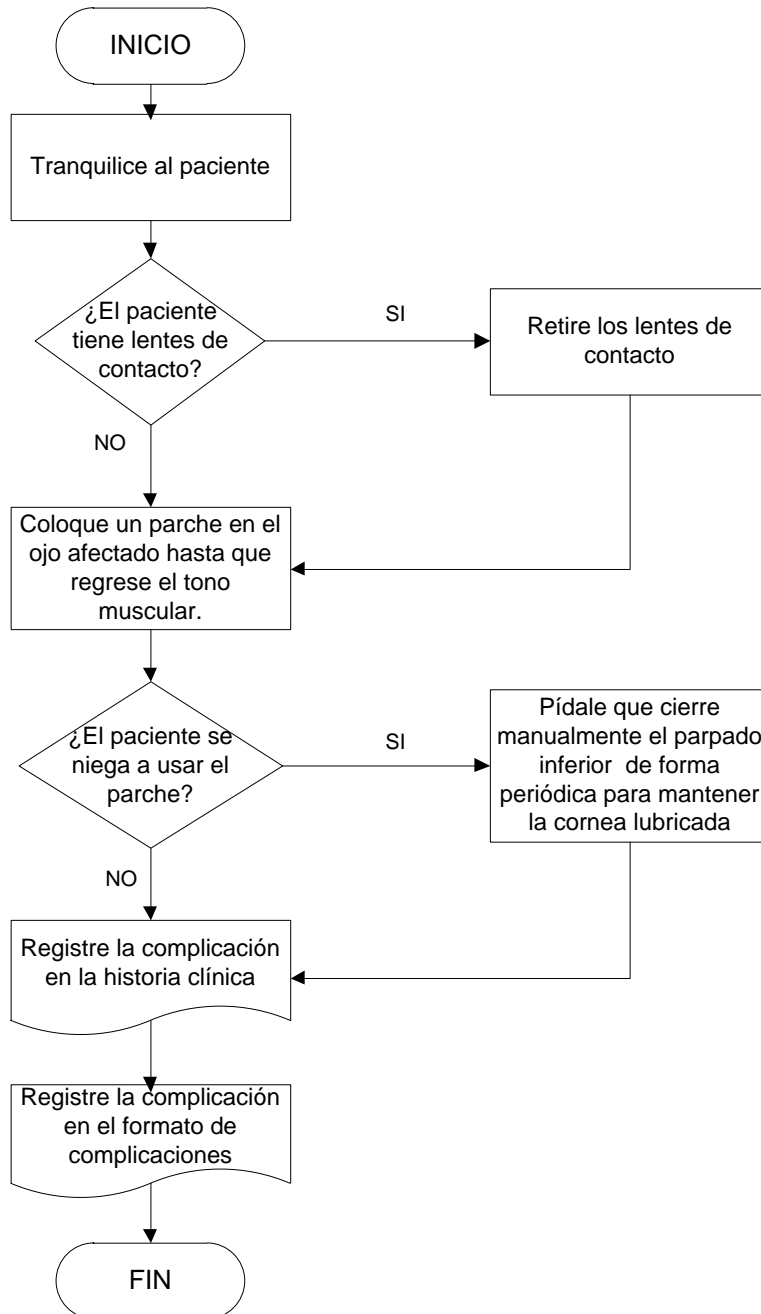 INICIO
Tranquilice al paciente
¿El paciente
tiene lentes de
contacto?
SI
Retire los lentes de
contacto
NO
Coloque un parche en el
ojo afectado hasta que
regrese el tono
muscular.
¿El paciente se
niega a usar el
parche?
SI
Pídale que cierre
manualmente el parpado
inferior de forma
periódica para mantener
la cornea lubricada
NO
Registre la complicación
en la historia clínica
Registre la complicación
en el formato de
complicaciones
FIN